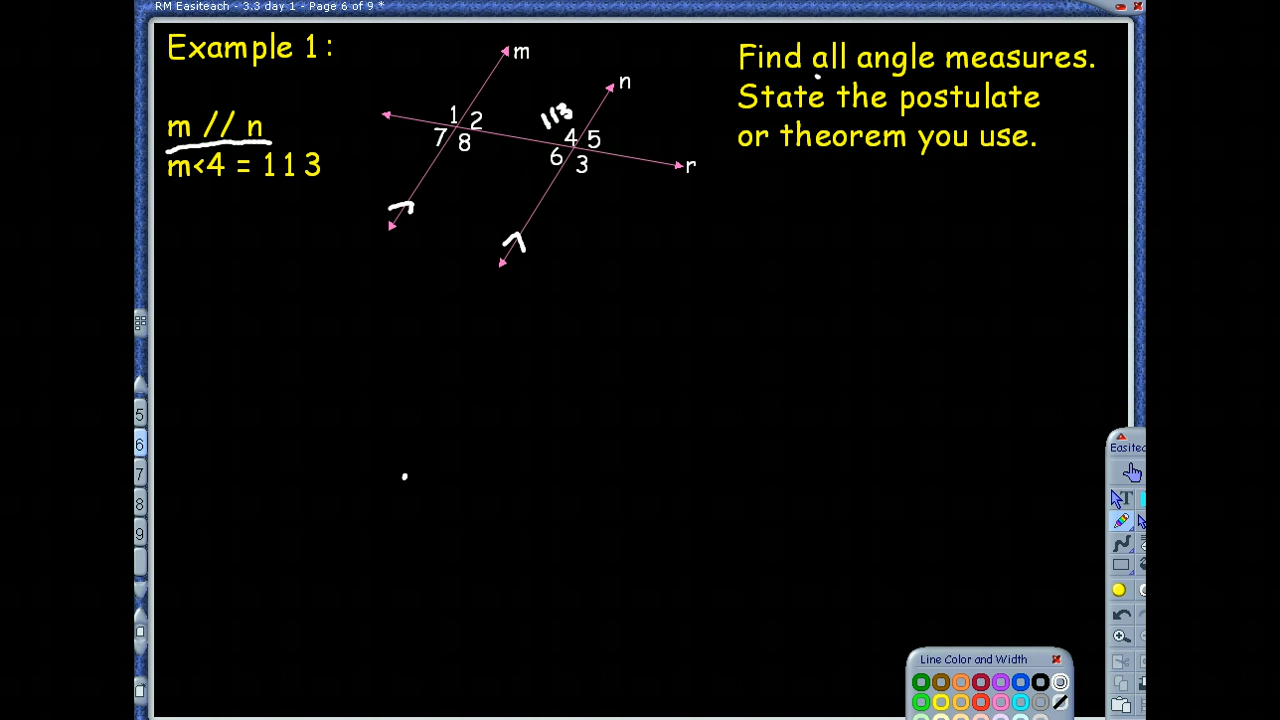 RM Easiteach - 3.3 day 1 - Page 6 of 9 *
Example 1:
m // n
m<4 = 113
m
n
113
1 2
7 8
4 5
6 3
r
Find all angle measures.
State the postulate
or theorem you use.
5
6
7
8
9
Easitea
T
Line Color and Width